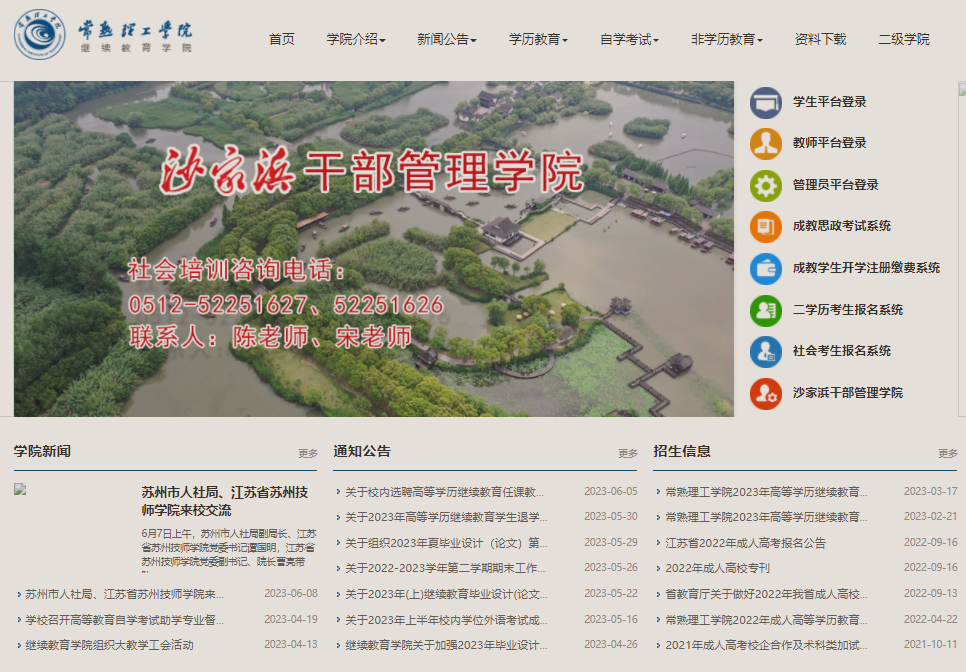 常熟理工学院
继续教育学院
首页
学院介绍
新闻公告
学历教育
自学考试
非学历教育
资料下载
二级学院
沙家浜干部管理学院
社会培训咨询电话：
0512-52251627、52251626
联系人：陈老师、宋老师
学生平台登录
教师平台登录
管理员平台登录
成教思政考试系统
成教学生开学注册缴费系统
二学历考生报名系统
社会考生报名系统
沙家浜干部管理学院
学院新闻 更多
苏州市人社局、江苏省苏州技
师学院来校交流
6月7日上午，苏州市人社局副局长、江苏
省苏州技师学院党委书记谭国明，江苏省
苏州技师学院党委副书记、院长曹亮带
苏州市人社局、江苏省苏州技师学院来... 2023-06-08
学校召开高等教育自学考试助学专业督... 2023-04-19
继续教育学院组织大教学工会活动 2023-04-13
通知公告 更多
关于校内选聘高等学历继续教育任课教... 2023-06-05
关于2023年高等学历继续教育学生退学... 2023-05-30
关于组织2023年夏毕业设计（论文）第... 2023-05-29
关于2022-2023学年第二学期期末工作... 2023-05-26
关于2023年(上)继续教育毕业设计(论文... 2023-05-22
关于2023年上半年校内学位外语考试成... 2023-05-16
继续教育学院关于加强2023年毕业设计... 2023-04-26
招生信息 更多
常熟理工学院2023年高等学历继续教育... 2023-03-17
常熟理工学院2023年高等学历继续教育... 2023-02-21
江苏省2022年成人高考报名公告 2022-09-16
2022年成人高校专刊 2022-09-16
省教育厅关于做好2022年我省成人高校... 2022-09-13
常熟理工学院2022年成人高等学历教育... 2022-04-22
2021年成人高考校企合作及术科类加试... 2021-10-11